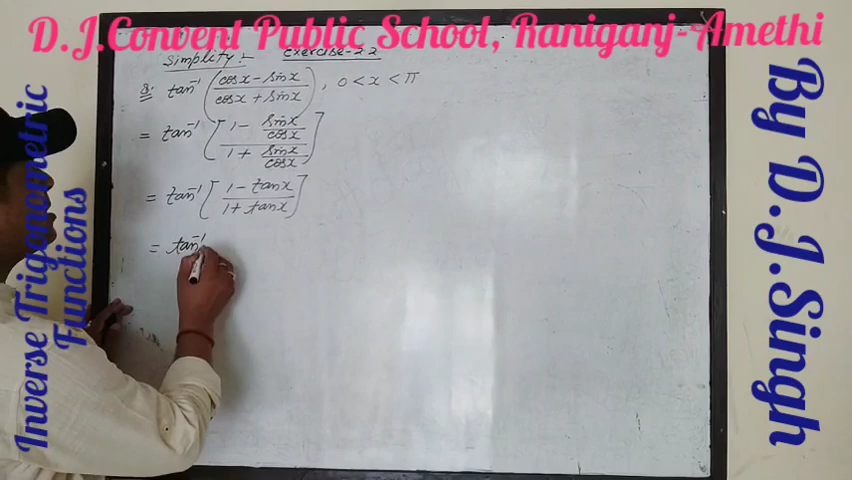 D.J.Convent Public School, Raniganj-Amethi
Simplify :- Exercise-2.2
8. tan⁻¹ ( (cosx - sinx) / (cosx + sinx) ), 0 < x < π
= tan⁻¹ [ (1 - sinx/cosx) / (1 + sinx/cosx) ]
= tan⁻¹ [ (1 - tanx) / (1 + tanx) ]
= tan⁻¹
Inverse Trigonometric
Functions
By D.J.Singh